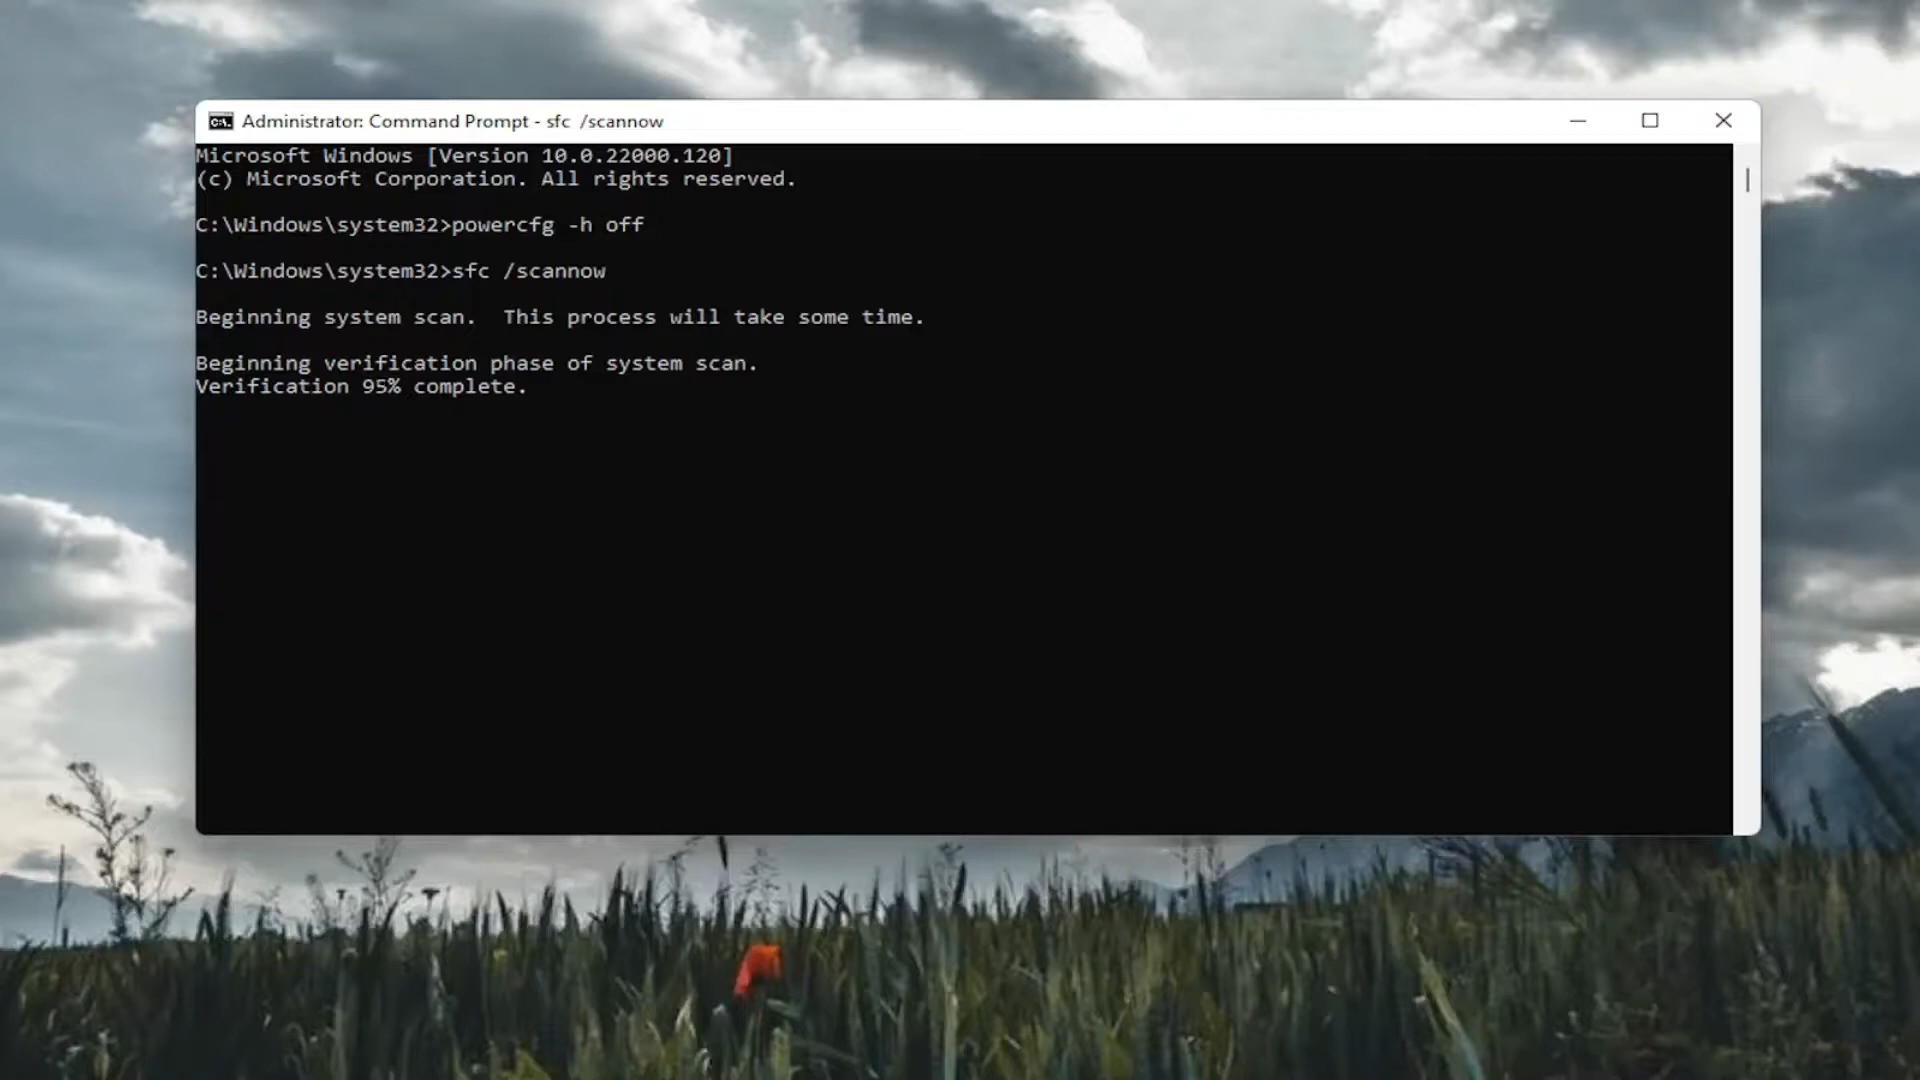 Administrator: Command Prompt - sfc  /scannow
Microsoft Windows [Version 10.0.22000.120]
(c) Microsoft Corporation. All rights reserved.
C:\Windows\system32>powercfg -h off
C:\Windows\system32>sfc /scannow
Beginning system scan.  This process will take some time.
Beginning verification phase of system scan.
Verification 95% complete.